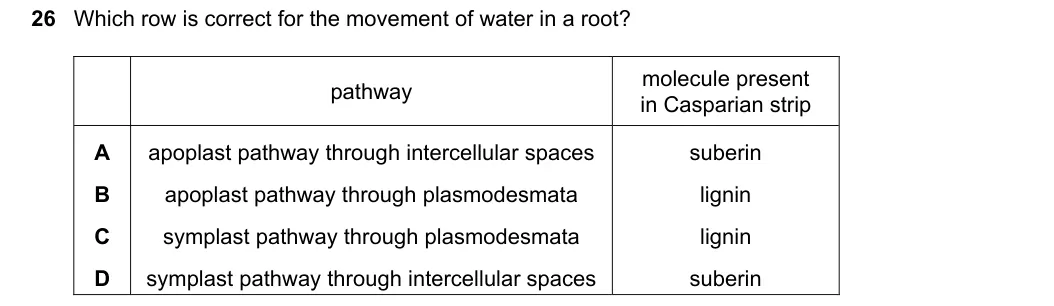 26 Which row is correct for the movement of water in a root?
pathway
molecule present
in Casparian strip
A apoplast pathway through intercellular spaces suberin
B apoplast pathway through plasmodesmata lignin
C symplast pathway through plasmodesmata lignin
D symplast pathway through intercellular spaces suberin